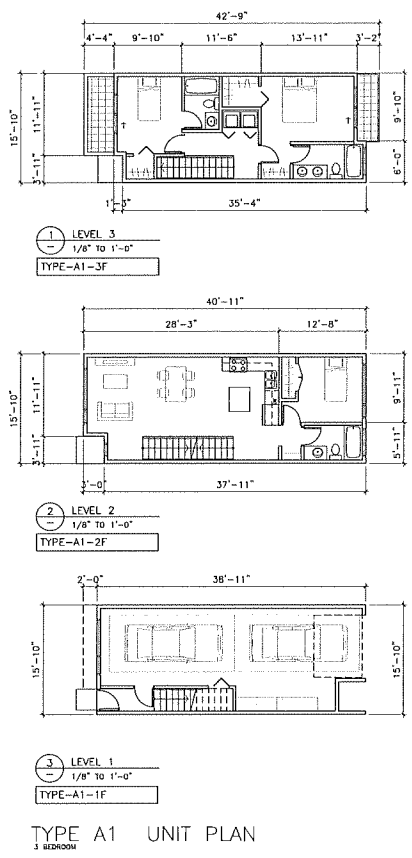 42'-9"
4'-4" 9'-10" 11'-6" 13'-11" 3'-2"
15'-10" 11'-11" 3'-11" 9'-10" 6'-0"
1'-3" 35'-4"
1 LEVEL 3
— 1/8" TO 1'-0"
TYPE-A1-3F
40'-11"
28'-3" 12'-8"
15'-10" 11'-11" 3'-11" 9'-11" 5'-11"
3'-0" 37'-11"
2 LEVEL 2
— 1/8" TO 1'-0"
TYPE-A1-2F
2'-0" 38'-11"
15'-10" 15'-10"
3 LEVEL 1
— 1/8" TO 1'-0"
TYPE-A1-1F
TYPE A1 UNIT PLAN
3 BEDROOM